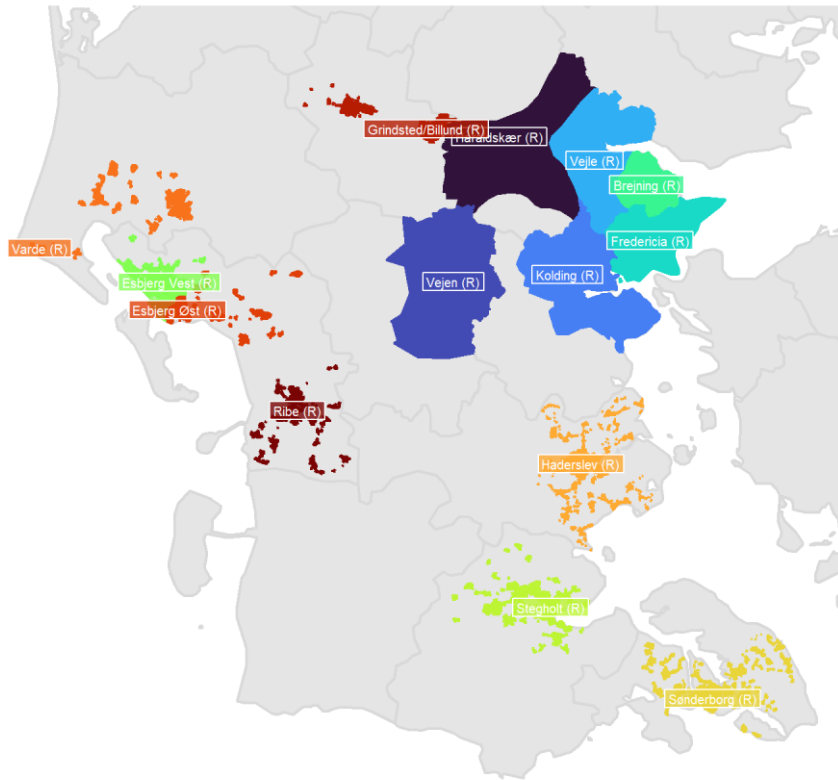 Grindsted/Billund (R)
Haraldskær (R)
Vejle (R)
Brejning (R)
Fredericia (R)
Varde (R)
Kolding (R)
Vejen (R)
Esbjerg Vest (R)
Esbjerg Øst (R)
Ribe (R)
Haderslev (R)
Stegholt (R)
Sønderborg (R)